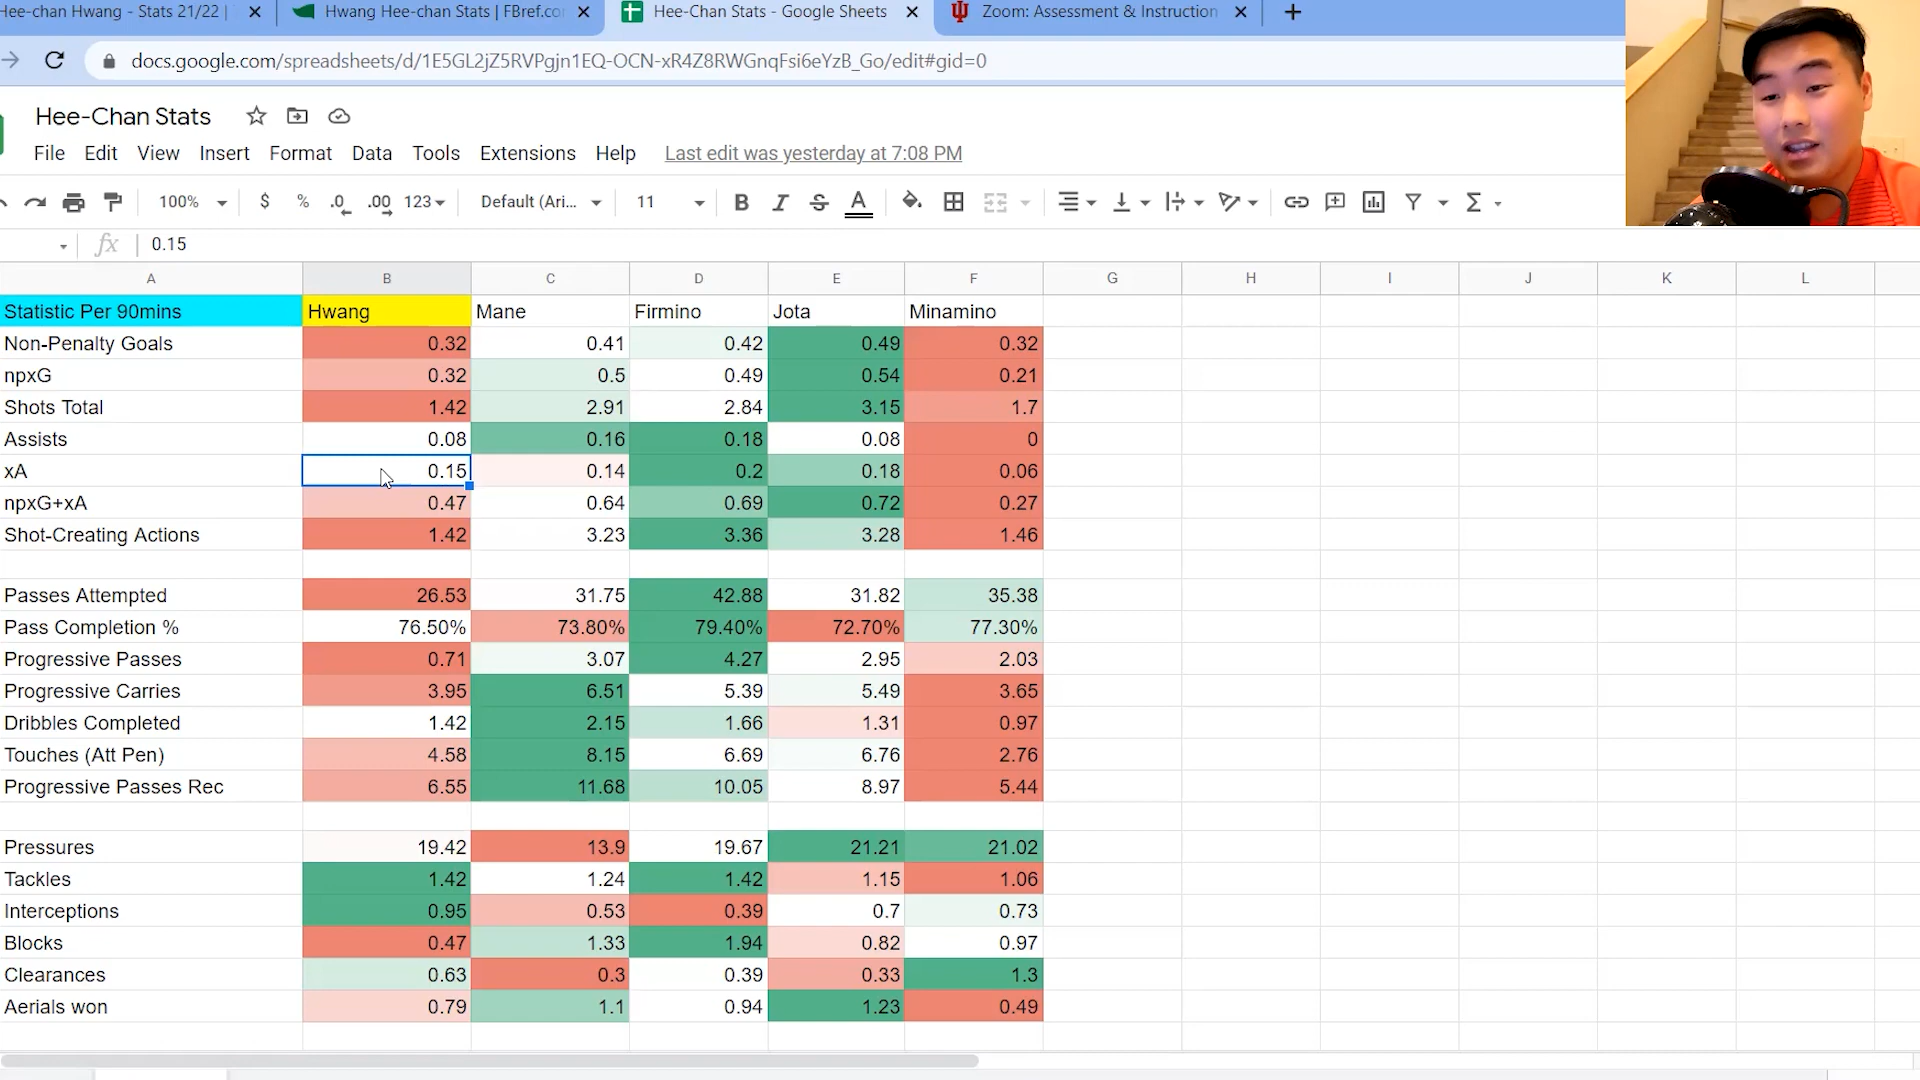 Hee-chan Hwang - Stats 21/22 |
Hwang Hee-chan Stats | FBref.co
Hee-Chan Stats - Google Sheets
Zoom: Assessment & Instruction
docs.google.com/spreadsheets/d/1E5GL2jZ5RVPgjn1EQ-OCN-xR4Z8RWGnqFsi6eYzB_Go/edit#gid=0
Hee-Chan Stats
File Edit View Insert Format Data Tools Extensions Help Last edit was yesterday at 7:08 PM
100% $ % .0 .00 123 Default (Ari... 11 B I S A Σ
fx 0.15
A B C D E F G H I J K L
Statistic Per 90mins Hwang Mane Firmino Jota Minamino
Non-Penalty Goals 0.32 0.41 0.42 0.49 0.32
npxG 0.32 0.5 0.49 0.54 0.21
Shots Total 1.42 2.91 2.84 3.15 1.7
Assists 0.08 0.16 0.18 0.08 0
xA 0.15 0.14 0.2 0.18 0.06
npxG+xA 0.47 0.64 0.69 0.72 0.27
Shot-Creating Actions 1.42 3.23 3.36 3.28 1.46
Passes Attempted 26.53 31.75 42.88 31.82 35.38
Pass Completion % 76.50% 73.80% 79.40% 72.70% 77.30%
Progressive Passes 0.71 3.07 4.27 2.95 2.03
Progressive Carries 3.95 6.51 5.39 5.49 3.65
Dribbles Completed 1.42 2.15 1.66 1.31 0.97
Touches (Att Pen) 4.58 8.15 6.69 6.76 2.76
Progressive Passes Rec 6.55 11.68 10.05 8.97 5.44
Pressures 19.42 13.9 19.67 21.21 21.02
Tackles 1.42 1.24 1.42 1.15 1.06
Interceptions 0.95 0.53 0.39 0.7 0.73
Blocks 0.47 1.33 1.94 0.82 0.97
Clearances 0.63 0.3 0.39 0.33 1.3
Aerials won 0.79 1.1 0.94 1.23 0.49